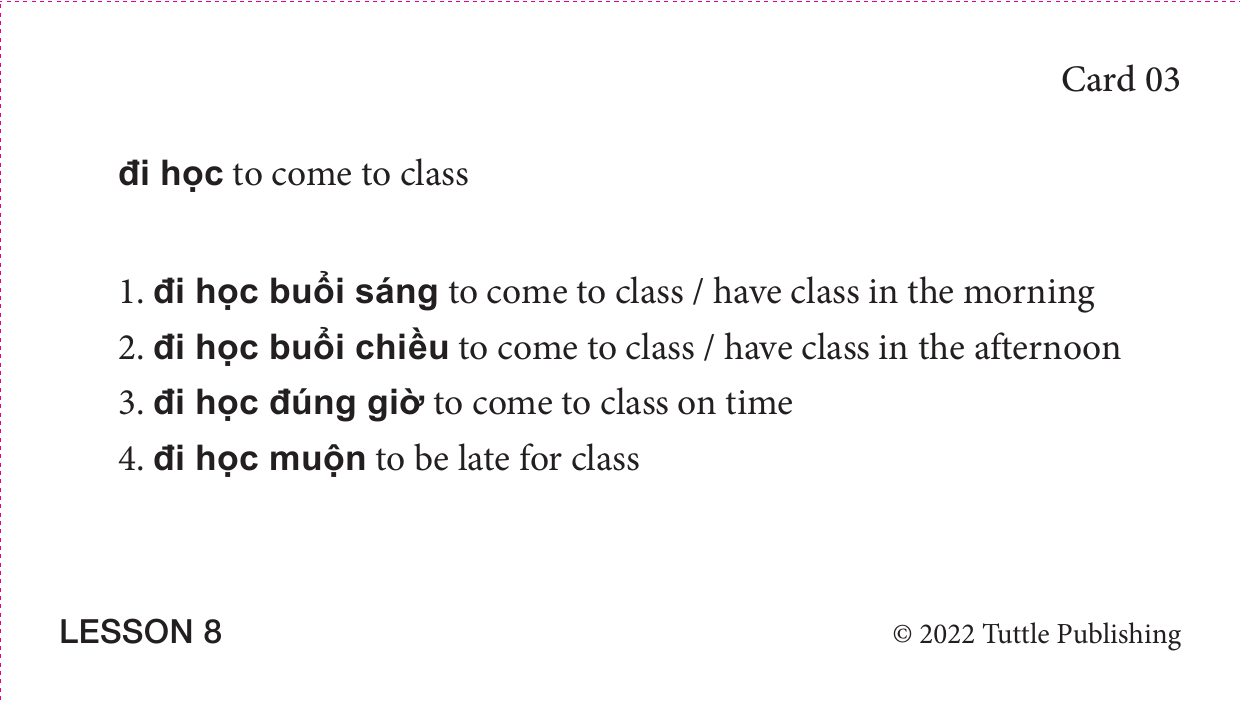 Card 03
đi học to come to class
1. đi học buổi sáng to come to class / have class in the morning
2. đi học buổi chiều to come to class / have class in the afternoon
3. đi học đúng giờ to come to class on time
4. đi học muộn to be late for class
LESSON 8
© 2022 Tuttle Publishing